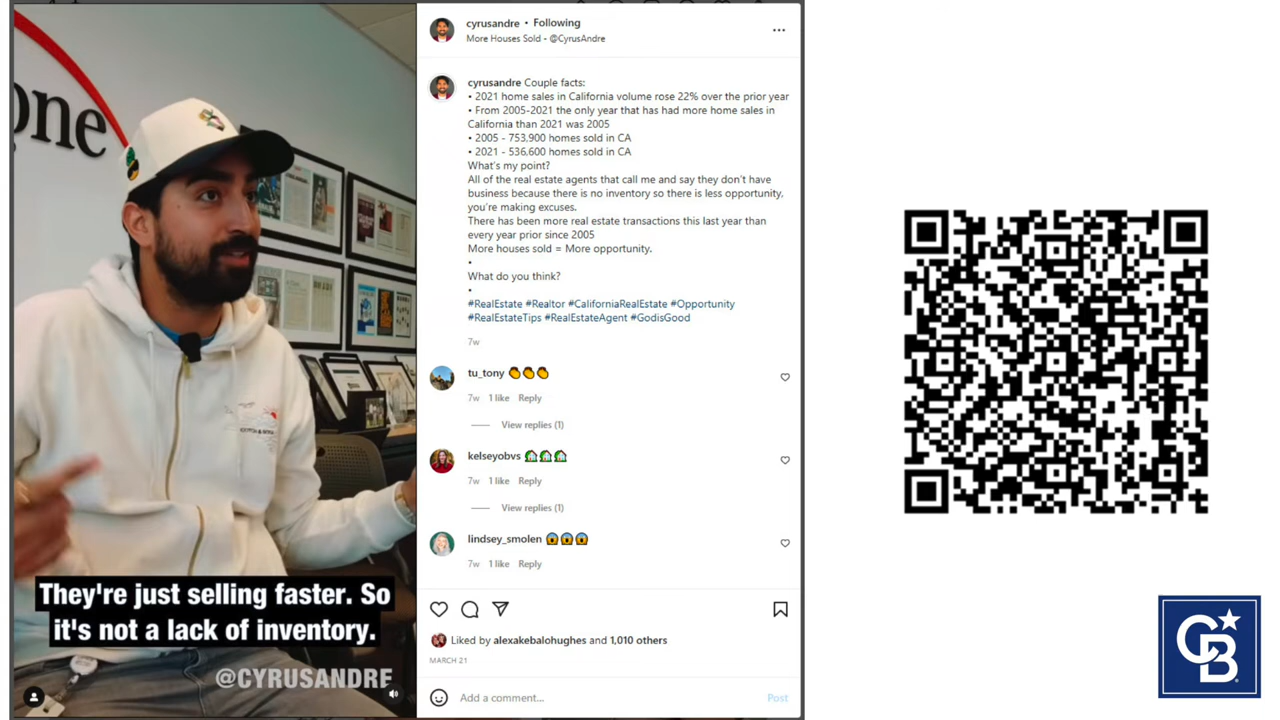 one
They're just selling faster. So
it's not a lack of inventory.
@CYRUSANDRE
cyrusandre • Following
More Houses Sold • @CyrusAndre
cyrusandre Couple facts:
• 2021 home sales in California volume rose 22% over the prior year
• From 2005-2021 the only year that has had more home sales in
California than 2021 was 2005
• 2005 - 753,900 homes sold in CA
• 2021 - 536,600 homes sold in CA
What's my point?
All of the real estate agents that call me and say they don't have
business because there is no inventory so there is less opportunity,
you're making excuses.
There has been more real estate transactions this last year than
every year prior since 2005
More houses sold = More opportunity.
•
What do you think?
•
#RealEstate #Realtor #CaliforniaRealEstate #Opportunity
#RealEstateTips #RealEstateAgent #GodisGood
7w
tu_tony 👏👏👏
7w 1 like Reply
View replies (1)
kelseyobvs 🏡🏡🏡
7w 1 like Reply
View replies (1)
lindsey_smolen 😱😱😱
7w 1 like Reply
Liked by alexakebalohughes and 1,010 others
MARCH 21
Add a comment... Post
CB